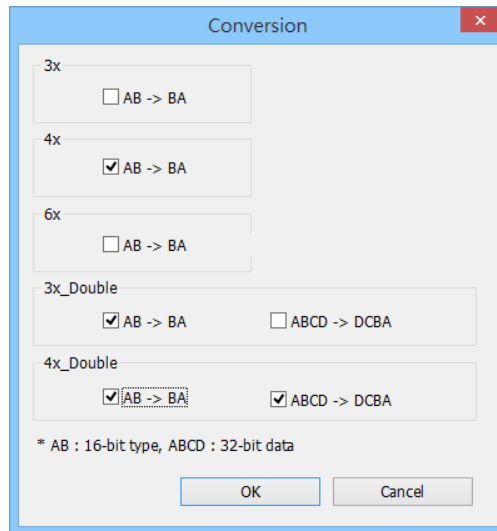 Conversion
3x
AB -> BA
4x
AB -> BA
6x
AB -> BA
3x_Double
AB -> BA ABCD -> DCBA
4x_Double
AB -> BA ABCD -> DCBA
* AB : 16-bit type, ABCD : 32-bit data
OK Cancel